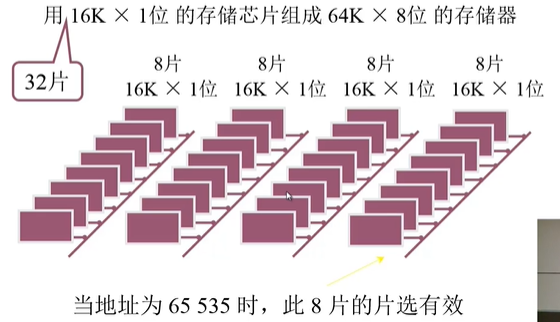 用 16K × 1位 的存储芯片组成 64K × 8位 的存储器
32片
8片 8片 8片 8片
16K × 1位 16K × 1位 16K × 1位 16K × 1位
当地址为 65 535 时，此 8 片的片选有效